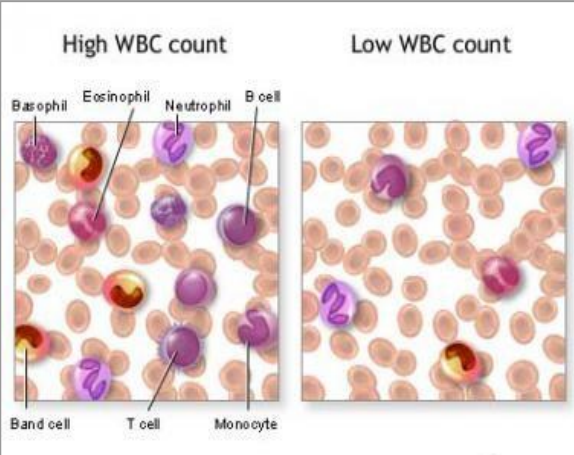 High WBC count
Low WBC count
Basophil
Eosinophil
Neutrophil
B cell
Band cell
T cell
Monocyte